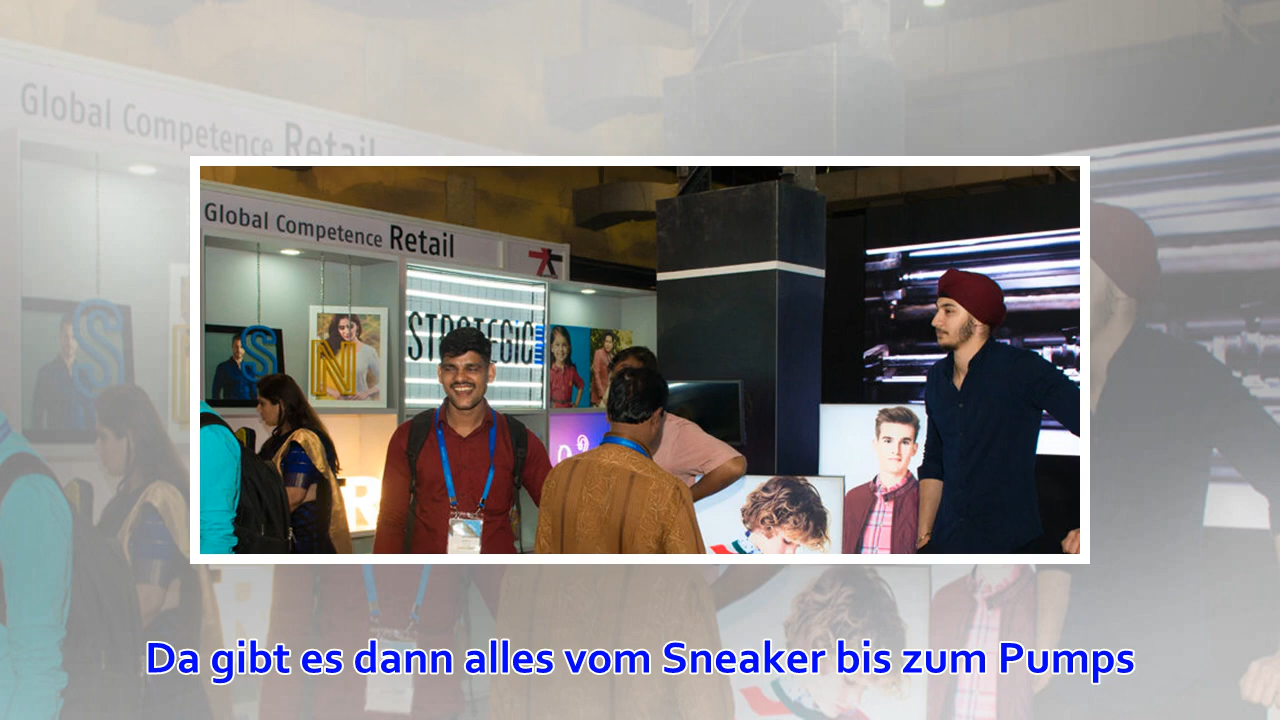 Global Competence Retail
Global Competence Retail
STRATEGIC
S
N
R
Da gibt es dann alles vom Sneaker bis zum Pumps